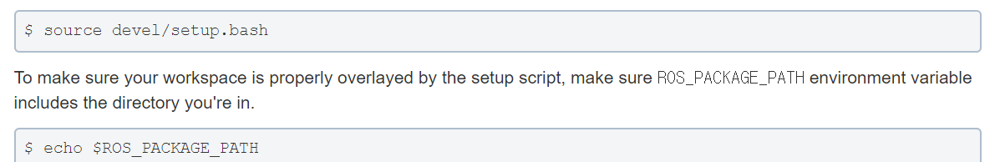 $ source devel/setup.bash
To make sure your workspace is properly overlayed by the setup script, make sure ROS_PACKAGE_PATH environment variable
includes the directory you're in.
$ echo $ROS_PACKAGE_PATH